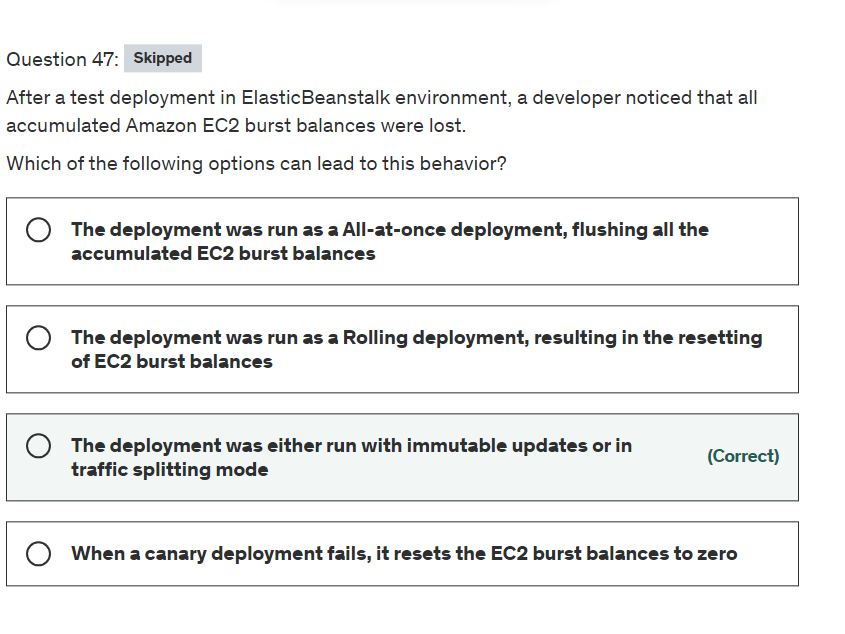 Question 47: Skipped
After a test deployment in ElasticBeanstalk environment, a developer noticed that all
accumulated Amazon EC2 burst balances were lost.
Which of the following options can lead to this behavior?
The deployment was run as a All-at-once deployment, flushing all the
accumulated EC2 burst balances
The deployment was run as a Rolling deployment, resulting in the resetting
of EC2 burst balances
The deployment was either run with immutable updates or in
traffic splitting mode
(Correct)
When a canary deployment fails, it resets the EC2 burst balances to zero